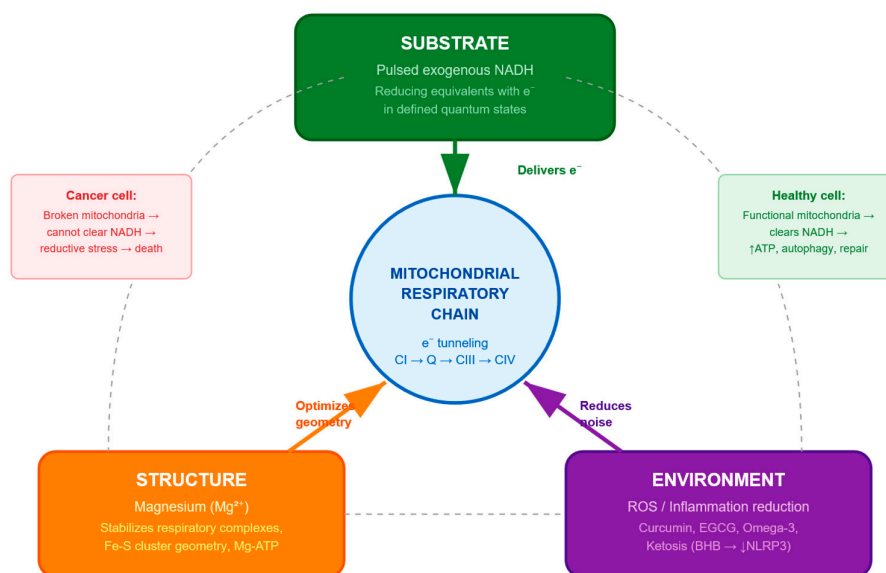 SUBSTRATE
Pulsed exogenous NADH
Reducing equivalents with e⁻
in defined quantum states
Delivers e⁻
Cancer cell:
Broken mitochondria →
cannot clear NADH →
reductive stress → death
Healthy cell:
Functional mitochondria →
clears NADH →
↑ATP, autophagy, repair
MITOCHONDRIAL
RESPIRATORY
CHAIN
e⁻ tunneling
CI → Q → CIII → CIV
Optimizes
geometry
Reduces
noise
STRUCTURE
Magnesium (Mg²⁺)
Stabilizes respiratory complexes,
Fe-S cluster geometry, Mg-ATP
ENVIRONMENT
ROS / Inflammation reduction
Curcumin, EGCG, Omega-3,
Ketosis (BHB → ↓NLRP3)